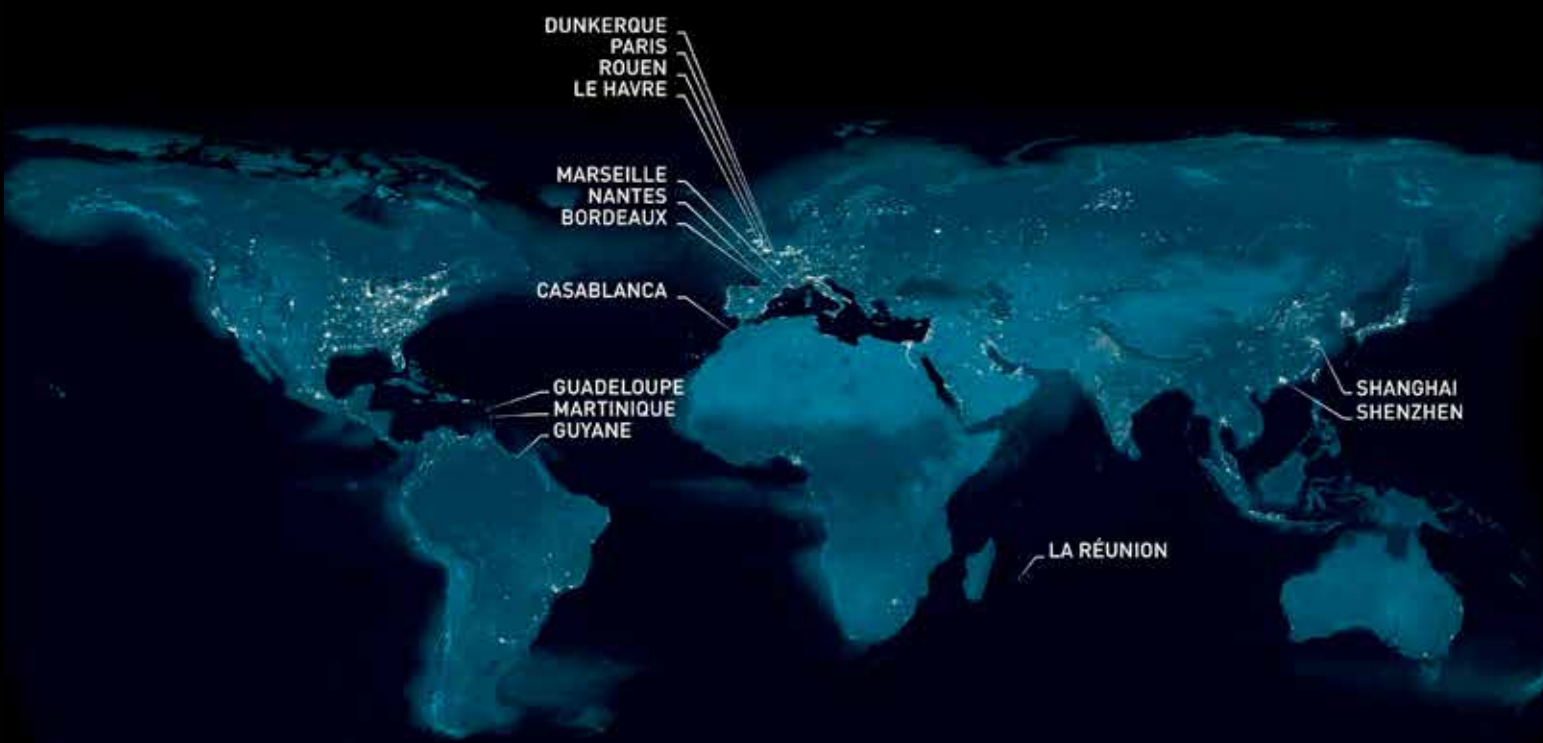 DUNKERQUE
PARIS
ROUEN
LE HAVRE
MARSEILLE
NANTES
BORDEAUX
CASABLANCA
GUADELOUPE
MARTINIQUE
GUYANE
SHANGHAI
SHENZHEN
LA RÉUNION